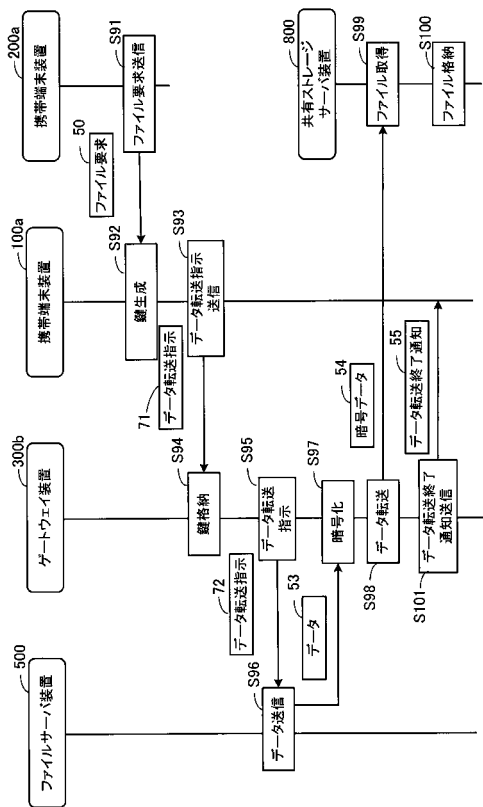 500
ファイルサーバ装置
300b
ゲートウェイ装置
100a
携帯端末装置
200a
携帯端末装置
S91
ファイル要求送信
50
ファイル要求
S92
鍵生成
S93
データ転送指示
送信
71
データ転送指示
S94
鍵格納
S95
データ転送
指示
72
データ転送指示
S96
データ送信
53
データ
S97
暗号化
800
共有ストレージ
サーバ装置
S98
データ転送
54
暗号データ
S99
ファイル取得
S100
ファイル格納
S101
データ転送終了
通知送信
55
データ転送終了通知